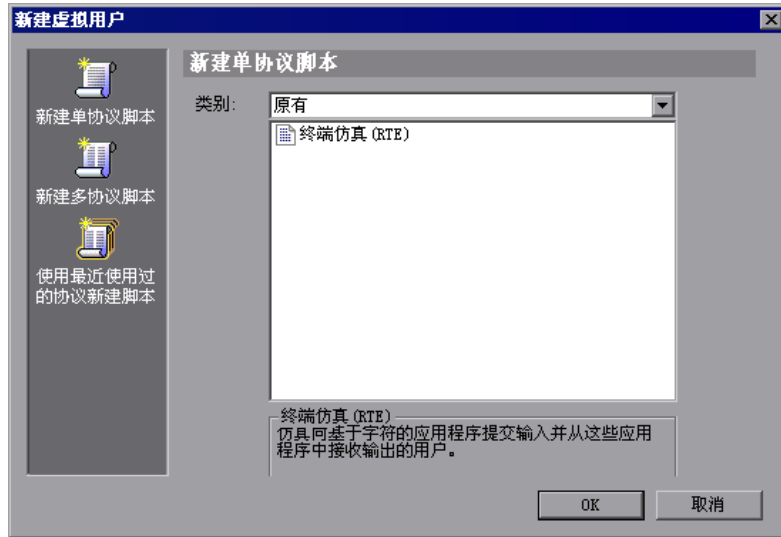 新建虚拟用户
新建单协议脚本
新建多协议脚本
使用最近使用过
的协议新建脚本
新建单协议脚本
类别:
原有
终端仿真(RTE)
终端仿真(RTE)
仿真向基于字符的应用程序提交输入并从这些应用
程序中接收输出的用户。
OK
取消